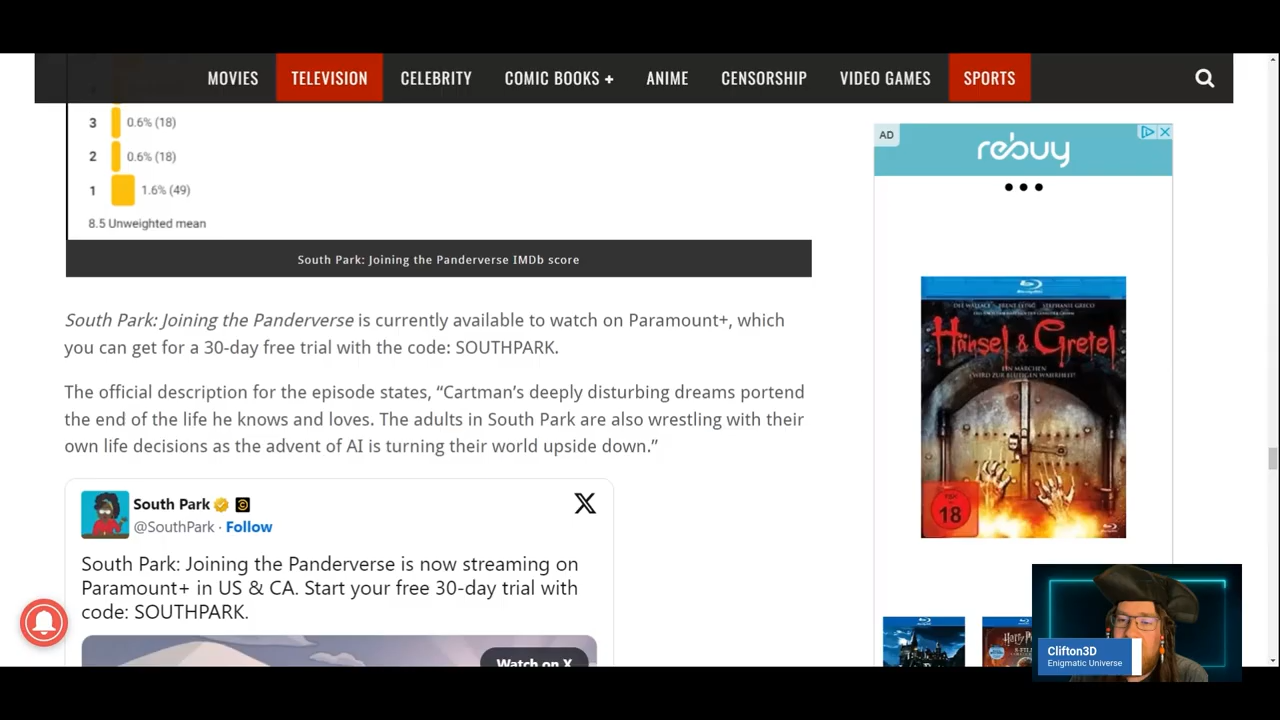 MOVIES TELEVISION CELEBRITY COMIC BOOKS + ANIME CENSORSHIP VIDEO GAMES SPORTS
3 0.6% (18)
2 0.6% (18)
1 1.6% (49)
8.5 Unweighted mean
South Park: Joining the Panderverse IMDb score
South Park: Joining the Panderverse is currently available to watch on Paramount+, which
you can get for a 30-day free trial with the code: SOUTHPARK.
The official description for the episode states, “Cartman’s deeply disturbing dreams portend
the end of the life he knows and loves. The adults in South Park are also wrestling with their
own life decisions as the advent of AI is turning their world upside down.”
South Park
@SouthPark · Follow
South Park: Joining the Panderverse is now streaming on
Paramount+ in US & CA. Start your free 30-day trial with
code: SOUTHPARK.
Watch on X
AD
rebuy
Hänsel & Gretel
EIN MÄRCHEN
WIRD ZUR BLUTIGEN WAHRHEIT!
18
Clifton3D
Enigmatic Universe